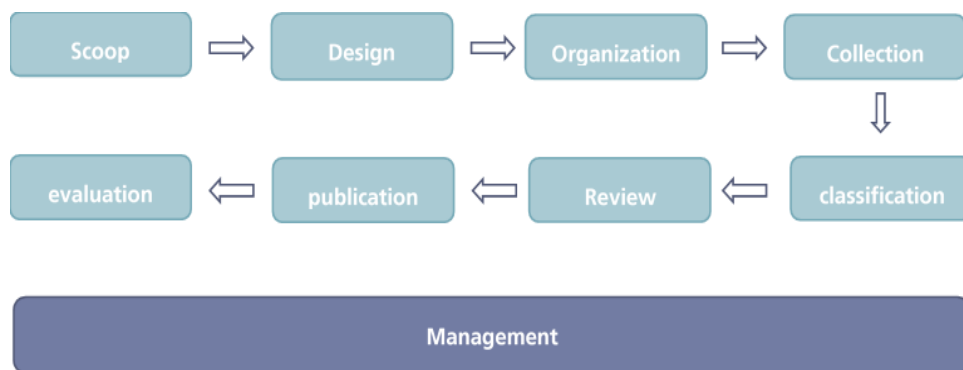 Scoop
Design
Organization
Collection
classification
Review
publication
evaluation
Management